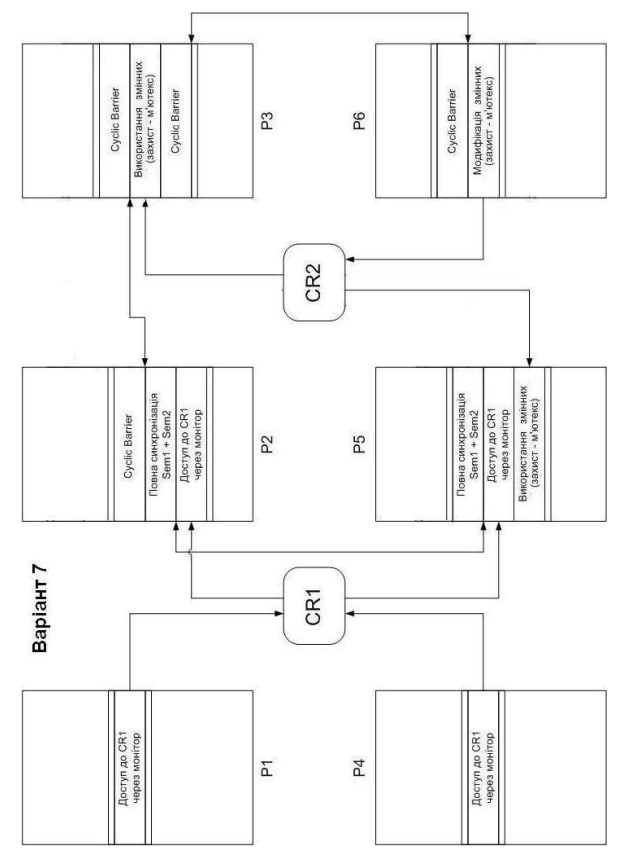 Варіант 7
Доступ до CR1
через монітор
P1
CR1
Доступ до CR1
через монітор
P4
Cyclic Barrier
Повна синхронізація
Sem1 + Sem2
Доступ до CR1
через монітор
P2
Повна синхронізація
Sem1 + Sem2
Доступ до CR1
через монітор
Використання змінних
(захист - м'ютекс)
P5
CR2
Cyclic Barrier
Використання змінних
(захист - м'ютекс)
Cyclic Barrier
P3
Cyclic Barrier
Модифікація змінних
(захист - м'ютекс)
P6